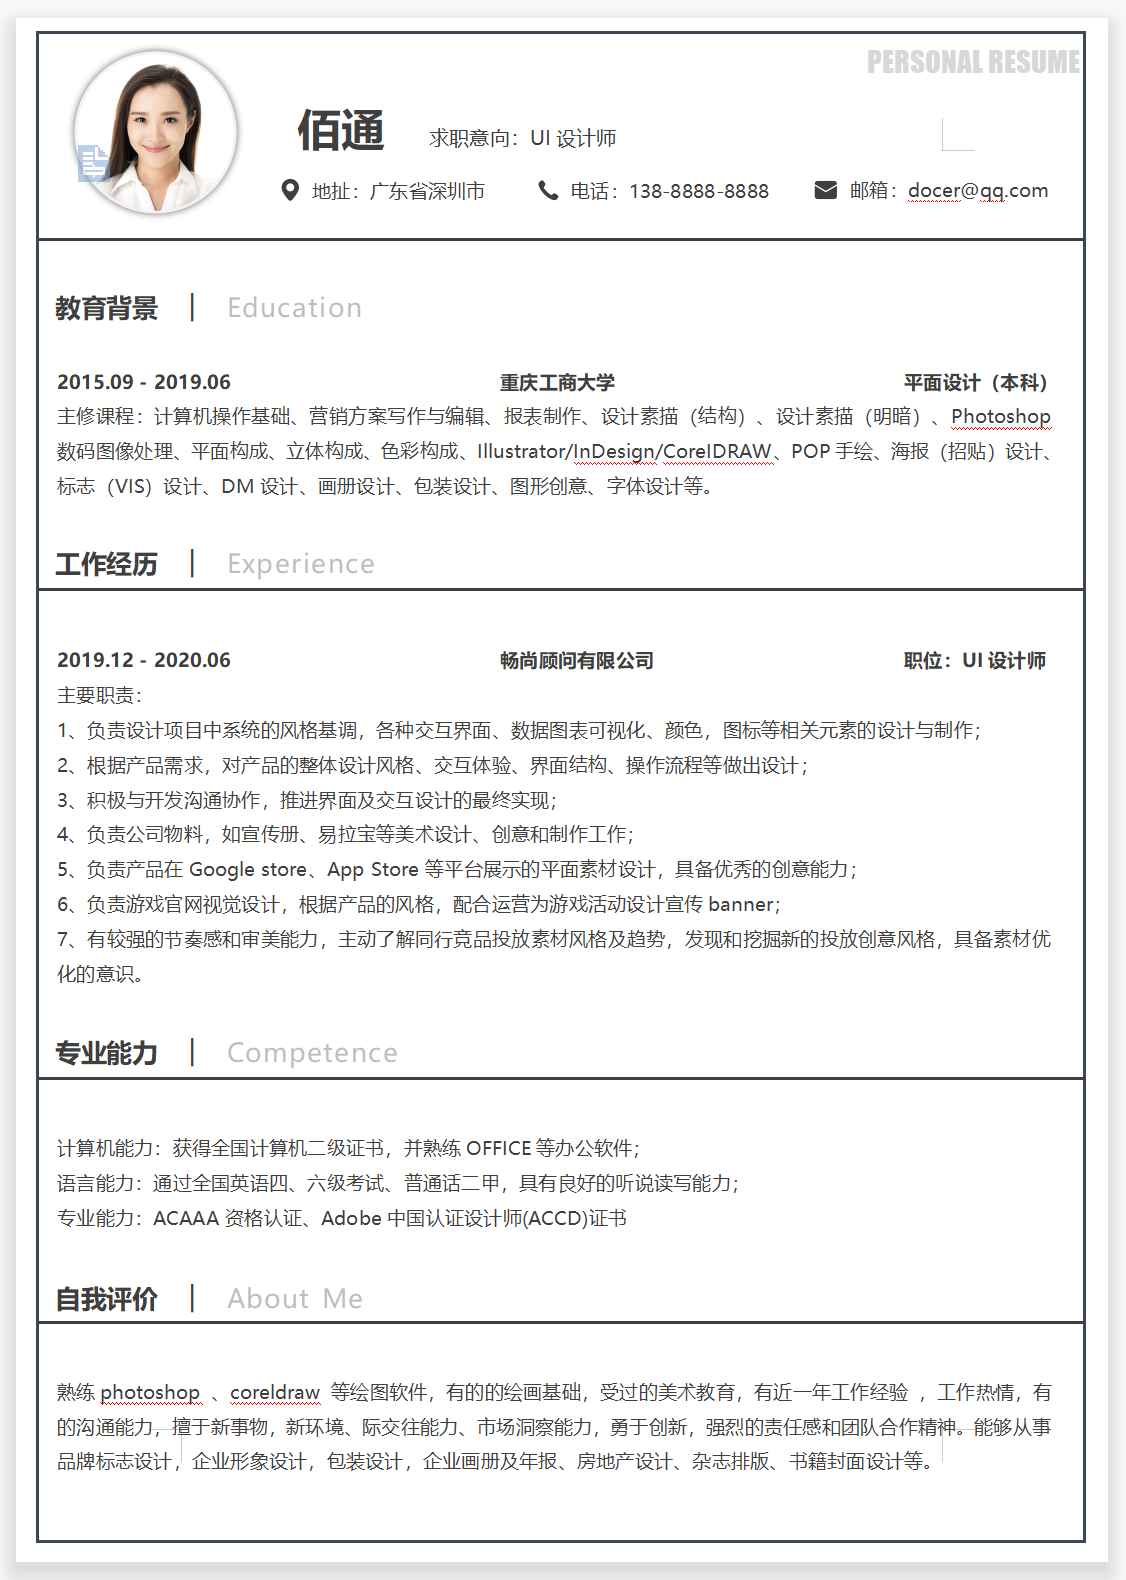 PERSONAL RESUME
佰通 求职意向：UI 设计师
地址：广东省深圳市 电话：138-8888-8888 邮箱：docer@qq.com
教育背景 | Education
2015.09 - 2019.06 重庆工商大学 平面设计（本科）
主修课程：计算机操作基础、营销方案写作与编辑、报表制作、设计素描（结构）、设计素描（明暗）、Photoshop
数码图像处理、平面构成、立体构成、色彩构成、Illustrator/InDesign/CorelDRAW、POP 手绘、海报（招贴）设计、
标志（VIS）设计、DM 设计、画册设计、包装设计、图形创意、字体设计等。
工作经历 | Experience
2019.12 - 2020.06 畅尚顾问有限公司 职位：UI 设计师
主要职责：
1、负责设计项目中系统的风格基调，各种交互界面、数据图表可视化、颜色，图标等相关元素的设计与制作；
2、根据产品需求，对产品的整体设计风格、交互体验、界面结构、操作流程等做出设计；
3、积极与开发沟通协作，推进界面及交互设计的最终实现；
4、负责公司物料，如宣传册、易拉宝等美术设计、创意和制作工作；
5、负责产品在 Google store、App Store 等平台展示的平面素材设计，具备优秀的创意能力；
6、负责游戏官网视觉设计，根据产品的风格，配合运营为游戏活动设计宣传 banner；
7、有较强的节奏感和审美能力，主动了解同行竞品投放素材风格及趋势，发现和挖掘新的投放创意风格，具备素材优
化的意识。
专业能力 | Competence
计算机能力：获得全国计算机二级证书，并熟练 OFFICE 等办公软件；
语言能力：通过全国英语四、六级考试、普通话二甲，具有良好的听说读写能力；
专业能力：ACAAA 资格认证、Adobe 中国认证设计师(ACCD)证书
自我评价 | About Me
熟练 photoshop 、coreldraw 等绘图软件，有的的绘画基础，受过的美术教育，有近一年工作经验 ，工作热情，有
的沟通能力，擅于新事物，新环境、际交往能力、市场洞察能力，勇于创新，强烈的责任感和团队合作精神。能够从事
品牌标志设计，企业形象设计，包装设计，企业画册及年报、房地产设计、杂志排版、书籍封面设计等。